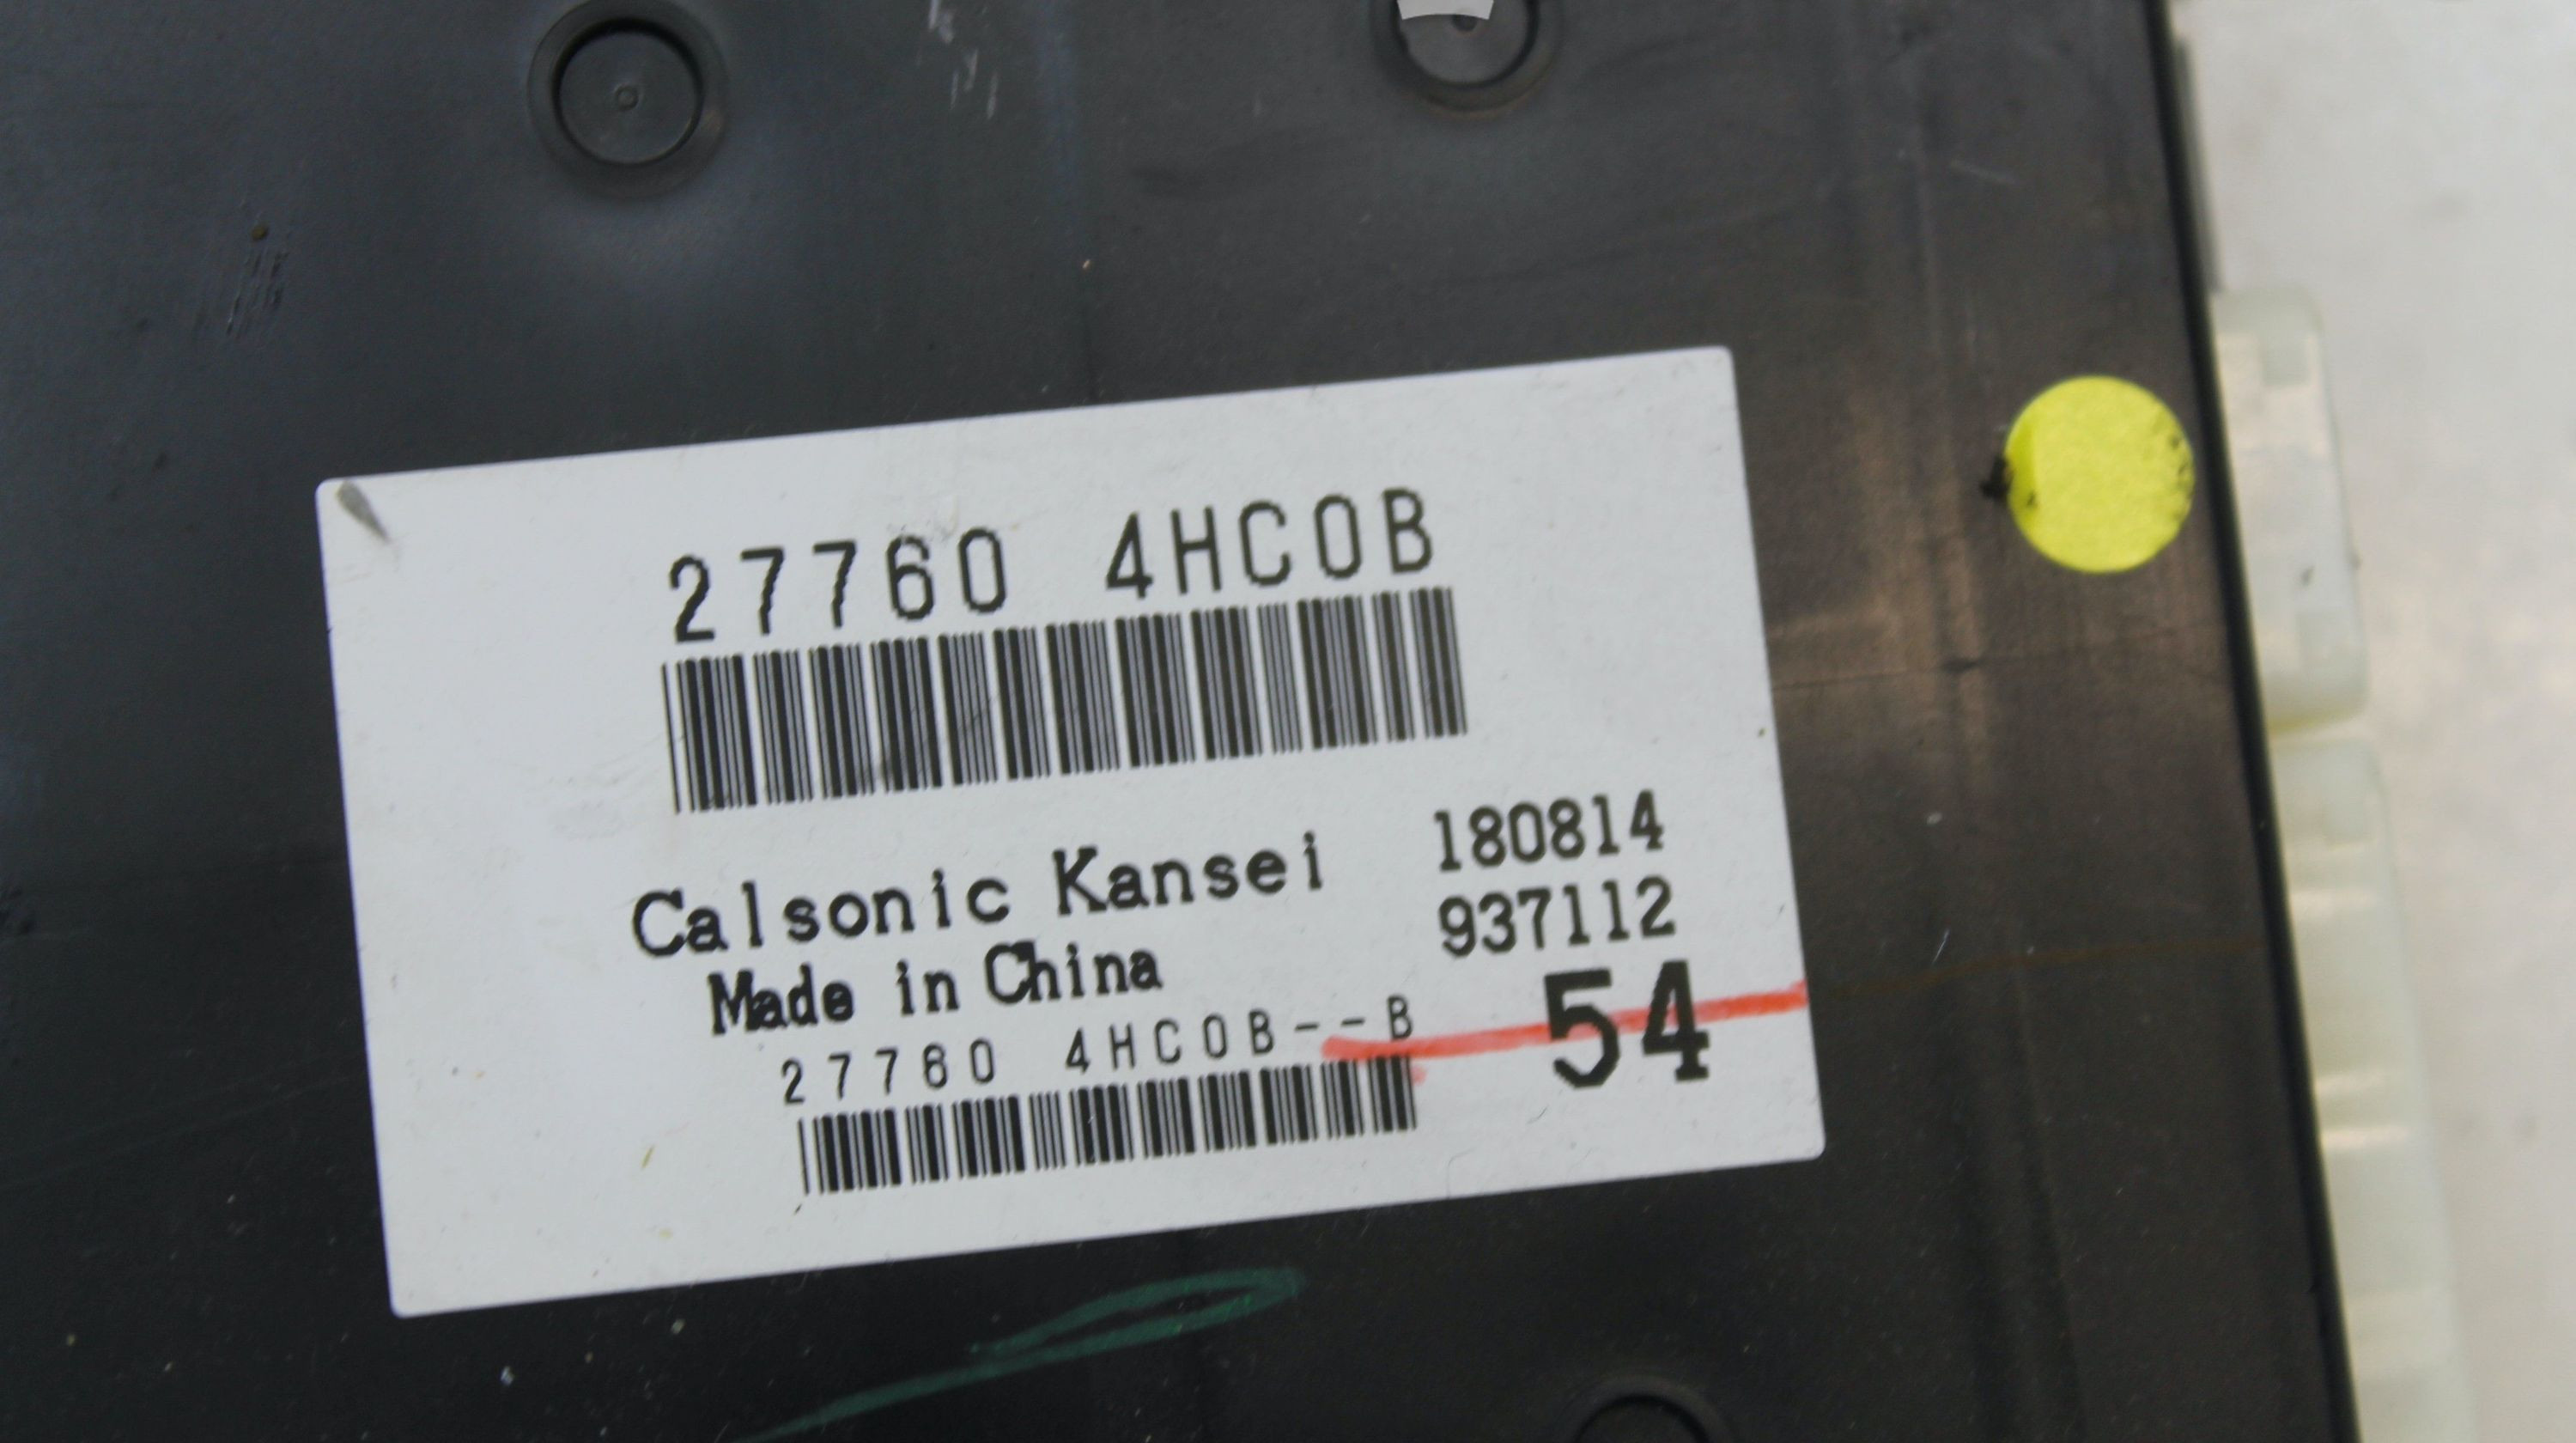 27760 4HC0B
Calsonic Kansei 180814
Made in China 937112
54
27760 4HC0B--B